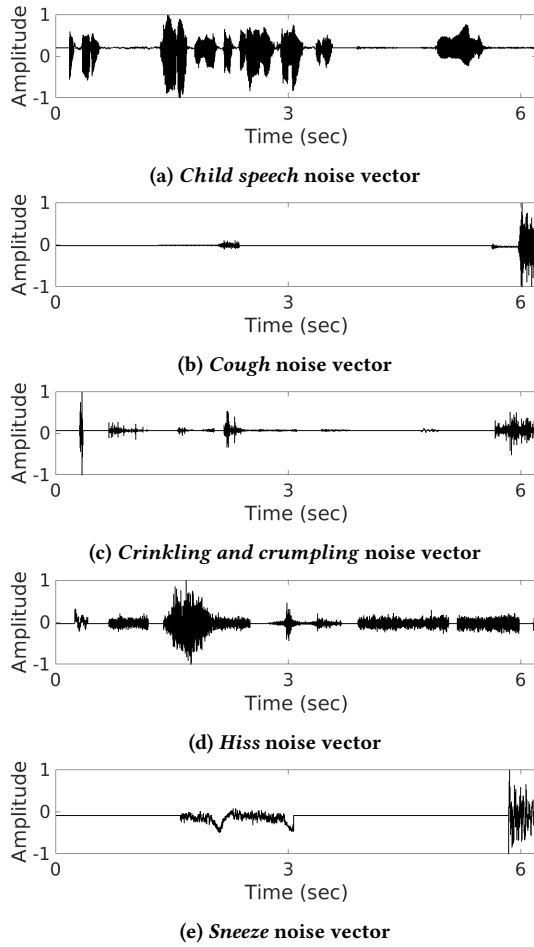 Amplitude
1
0
-1
0 3 6
Time (sec)
(a) Child speech noise vector
Amplitude
1
0
-1
0 3 6
Time (sec)
(b) Cough noise vector
Amplitude
1
0
-1
0 3 6
Time (sec)
(c) Crinkling and crumpling noise vector
Amplitude
1
0
-1
0 3 6
Time (sec)
(d) Hiss noise vector
Amplitude
1
0
-1
0 3 6
Time (sec)
(e) Sneeze noise vector